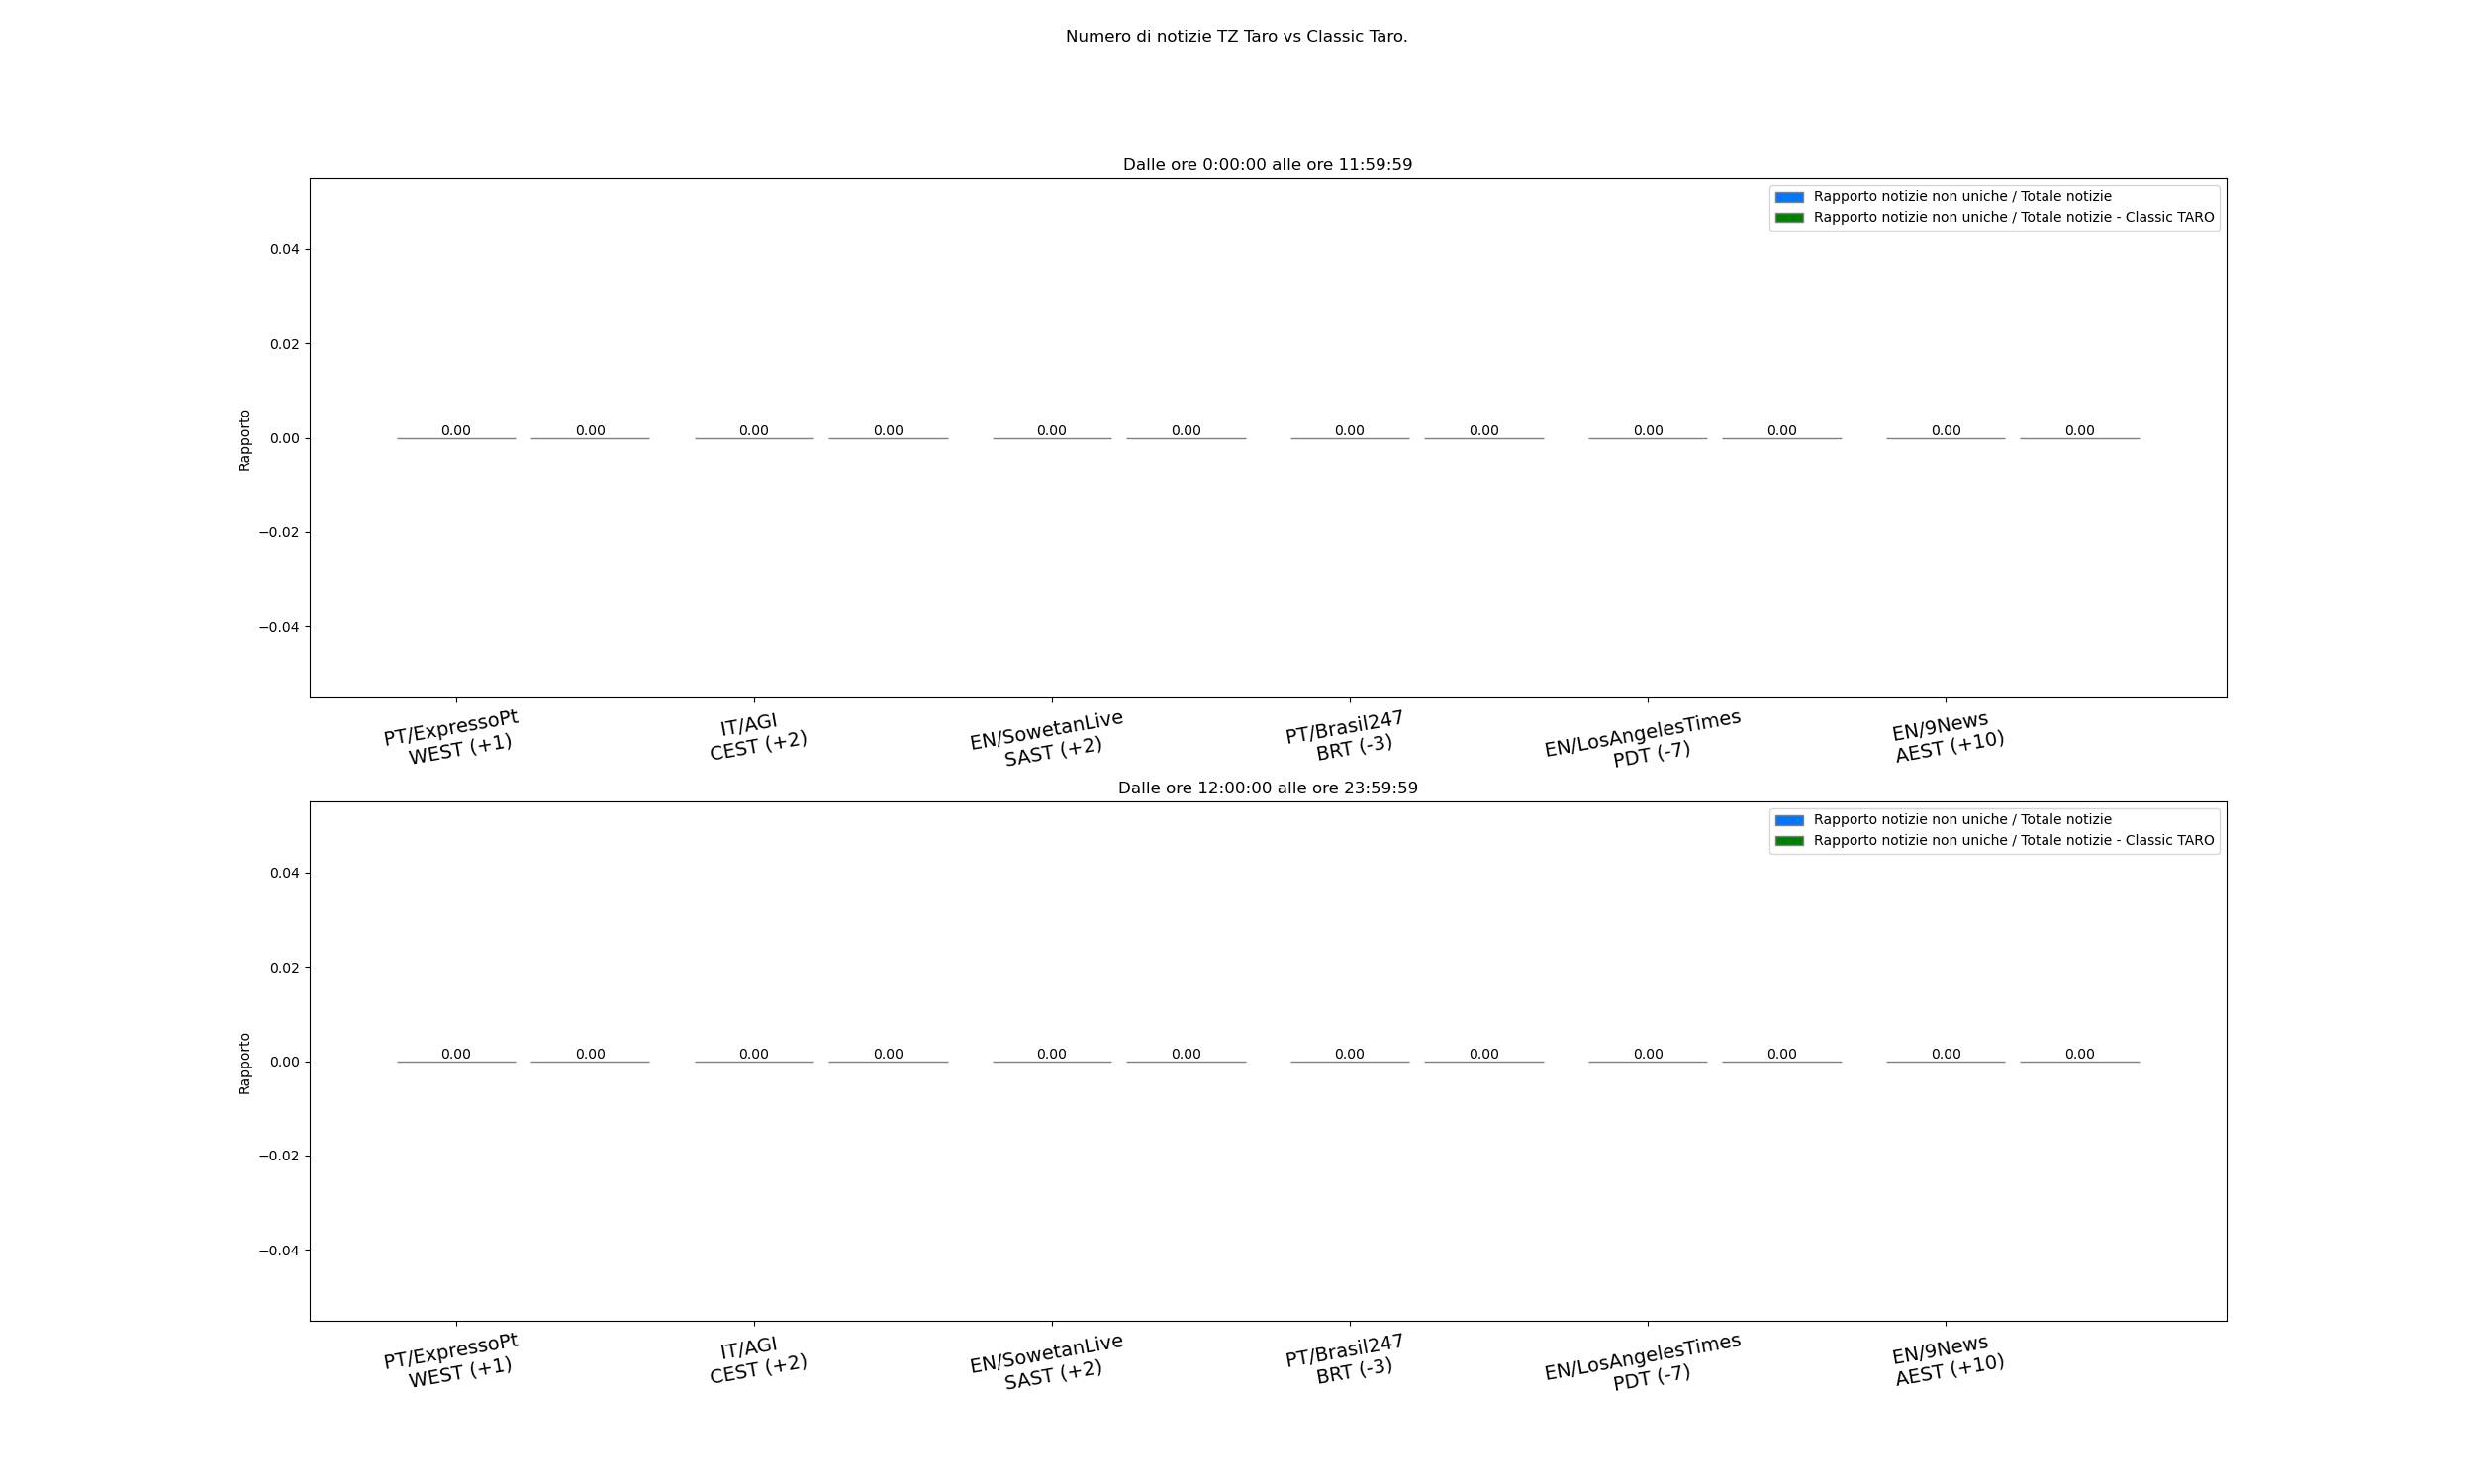 Numero di notizie TZ Taro vs Classic Taro.
Dalle ore 0:00:00 alle ore 11:59:59
Rapporto notizie non uniche / Totale notizie
Rapporto notizie non uniche / Totale notizie - Classic TARO
0.04
0.02
0.00
−0.02
−0.04
Rapporto
0.00 0.00 0.00 0.00 0.00 0.00 0.00 0.00 0.00 0.00 0.00 0.00
PT/ExpressoPt
WEST (+1)
IT/AGI
CEST (+2)
EN/SowetanLive
SAST (+2)
PT/Brasil247
BRT (-3)
EN/LosAngelesTimes
PDT (-7)
EN/9News
AEST (+10)
Dalle ore 12:00:00 alle ore 23:59:59
Rapporto notizie non uniche / Totale notizie
Rapporto notizie non uniche / Totale notizie - Classic TARO
0.04
0.02
0.00
−0.02
−0.04
Rapporto
0.00 0.00 0.00 0.00 0.00 0.00 0.00 0.00 0.00 0.00 0.00 0.00
PT/ExpressoPt
WEST (+1)
IT/AGI
CEST (+2)
EN/SowetanLive
SAST (+2)
PT/Brasil247
BRT (-3)
EN/LosAngelesTimes
PDT (-7)
EN/9News
AEST (+10)